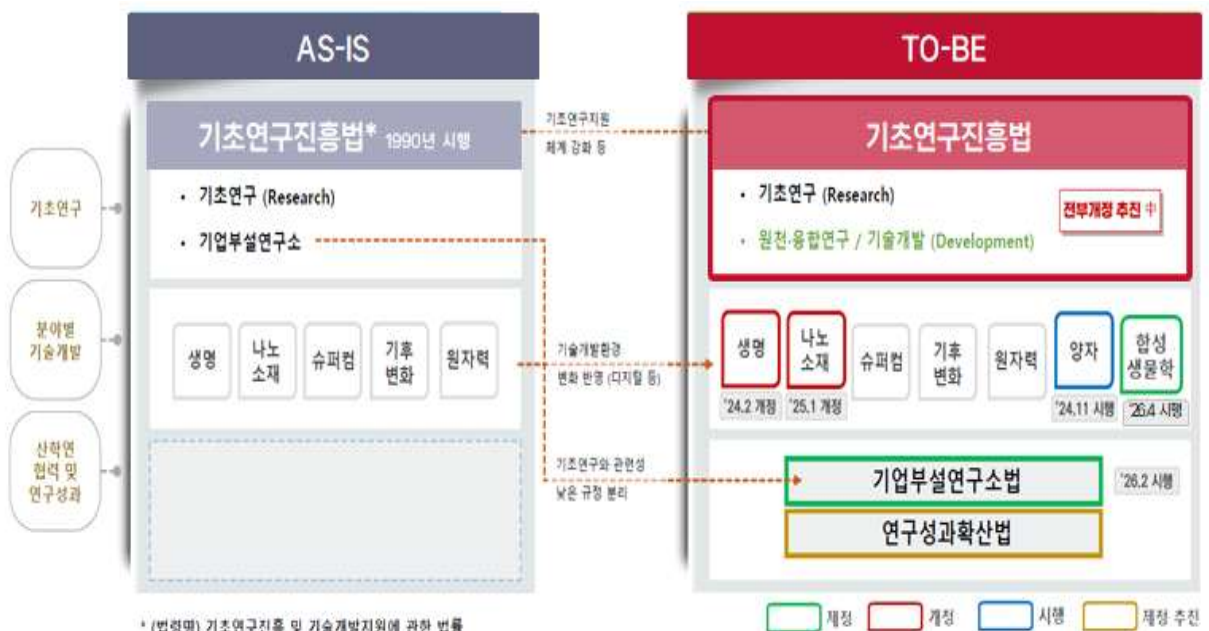 AS-IS
TO-BE
기초연구진흥법* 1990년 시행
기초연구지원
체계 강화 등
기초연구진흥법
기초연구
• 기초연구 (Research)
• 기업부설연구소
• 기초연구 (Research)
• 원천·융합연구 / 기술개발 (Development)
전부개정 추진 中
분야별
기술개발
생명
나노
소재
슈퍼컴
기후
변화
원자력
기술개발환경
변화 반영 (디지털 등)
생명
나노
소재
슈퍼컴
기후
변화
원자력
양자
합성
생물학
'24.2 개정
'25.1 개정
'24.11 시행
'26.4 시행
산학연
협력 및
연구성과
기초연구와 관련성
낮은 규정 분리
기업부설연구소법
'26.2 시행
연구성과확산법
* (법령명) 기초연구진흥 및 기술개발지원에 관한 법률
제정
개정
시행
제정 추진